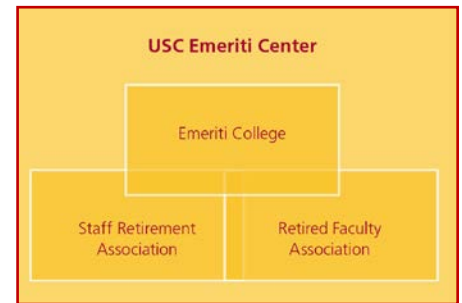 USC Emeriti Center
Emeriti College
Staff Retirement
Association
Retired Faculty
Association